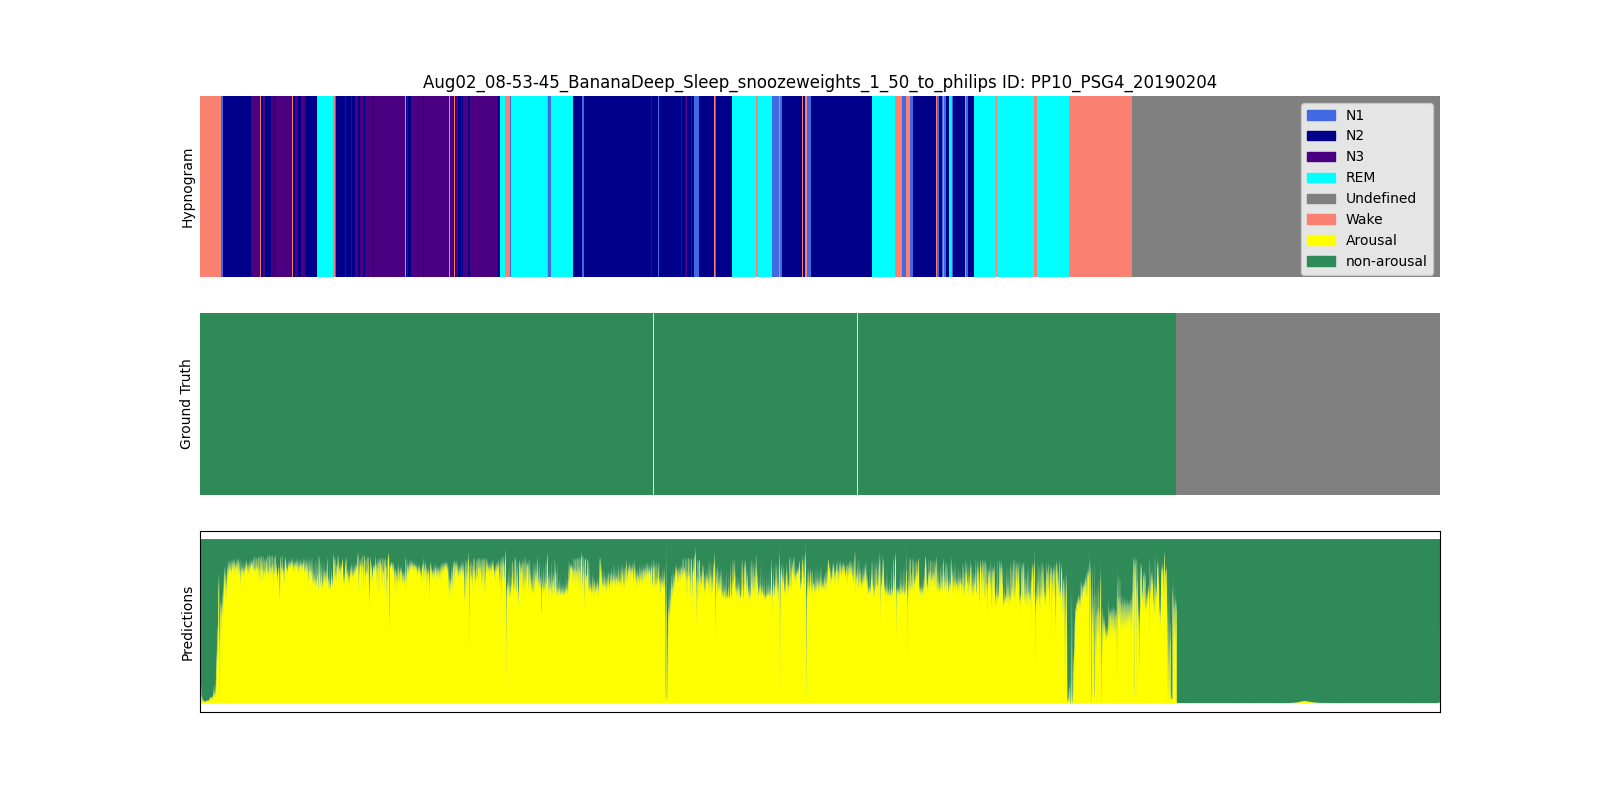 Aug02_08-53-45_BananaDeep_Sleep_snoozeweights_1_50_to_philips ID: PP10_PSG4_20190204
Hypnogram
N1
N2
N3
REM
Undefined
Wake
Arousal
non-arousal
Ground Truth
Predictions